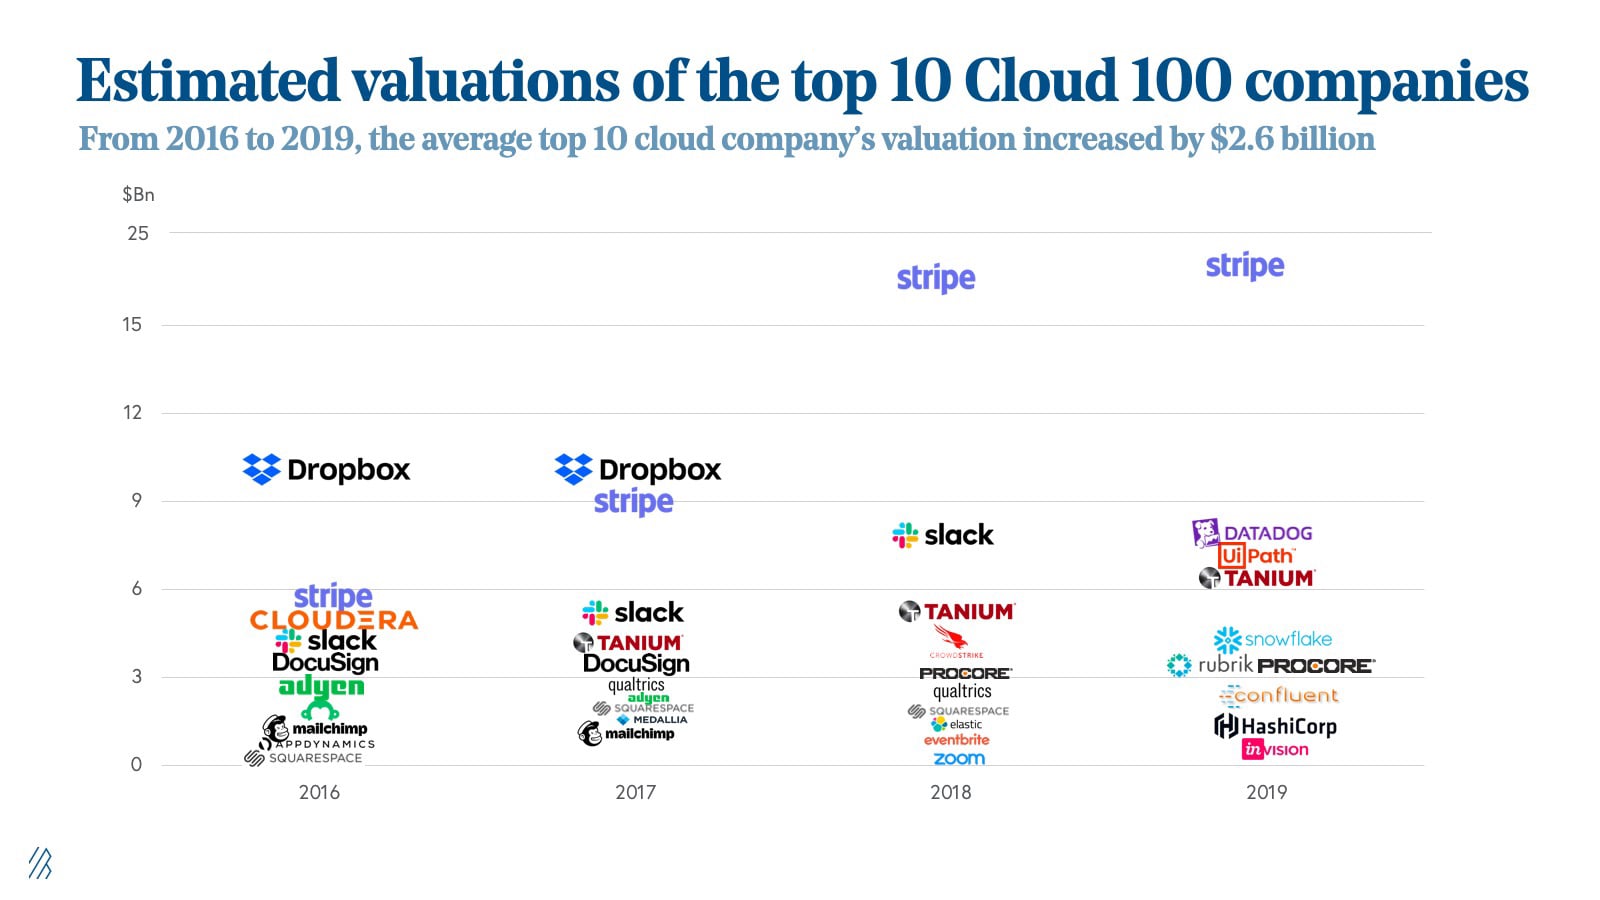 Estimated valuations of the top 10 Cloud 100 companies
From 2016 to 2019, the average top 10 cloud company's valuation increased by $2.6 billion
$Bn
25
15
12
9
6
3
0
Dropbox
stripe
CLOUDERA
slack
DocuSign
adyen
mailchimp
APPDYNAMICS
SQUARESPACE
2016
Dropbox
stripe
slack
TANIUM
DocuSign
qualtrics
adyen
SQUARESPACE
MEDALLIA
mailchimp
2017
stripe
slack
TANIUM
CROWDSTRIKE
PROCORE
qualtrics
SQUARESPACE
elastic
eventbrite
zoom
2018
stripe
DATADOG
UiPath™
TANIUM
snowflake
rubrik PROCORE
confluent
HashiCorp
invision
2019